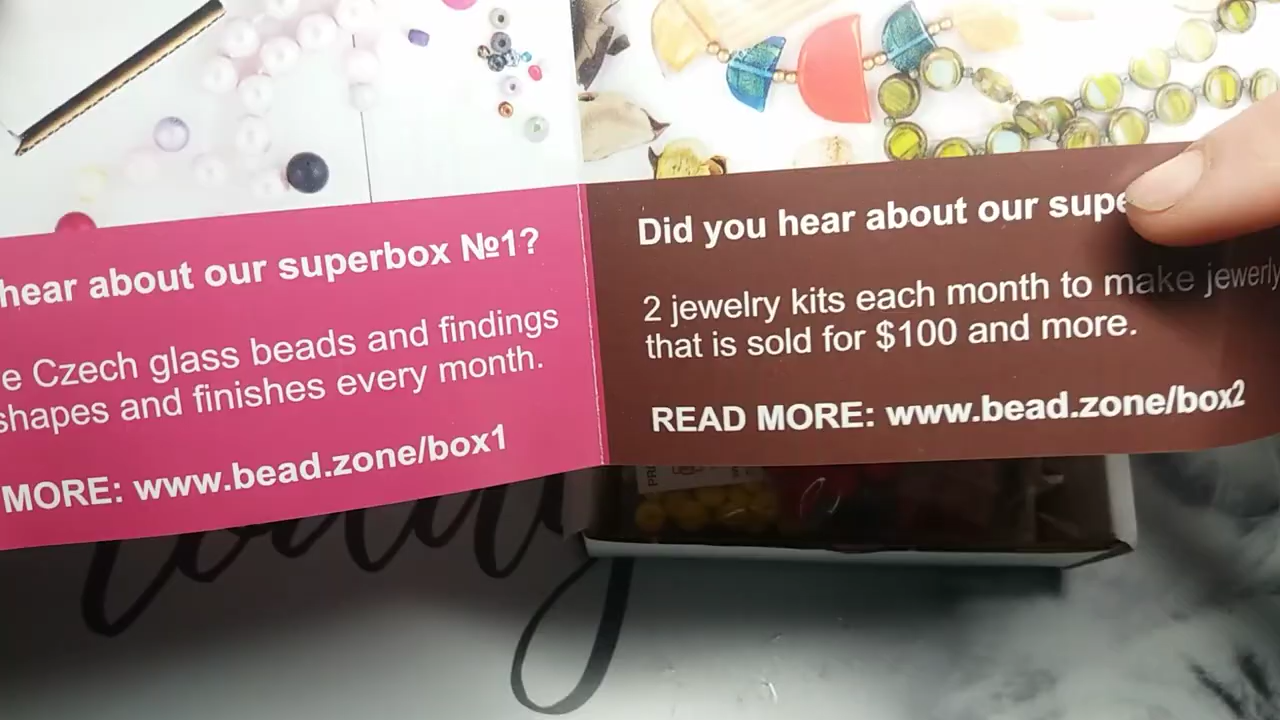 hear about our superbox №1?
e Czech glass beads and findings
shapes and finishes every month.
MORE: www.bead.zone/box1
Did you hear about our supe
2 jewelry kits each month to make jewerly
that is sold for $100 and more.
READ MORE: www.bead.zone/box2
today